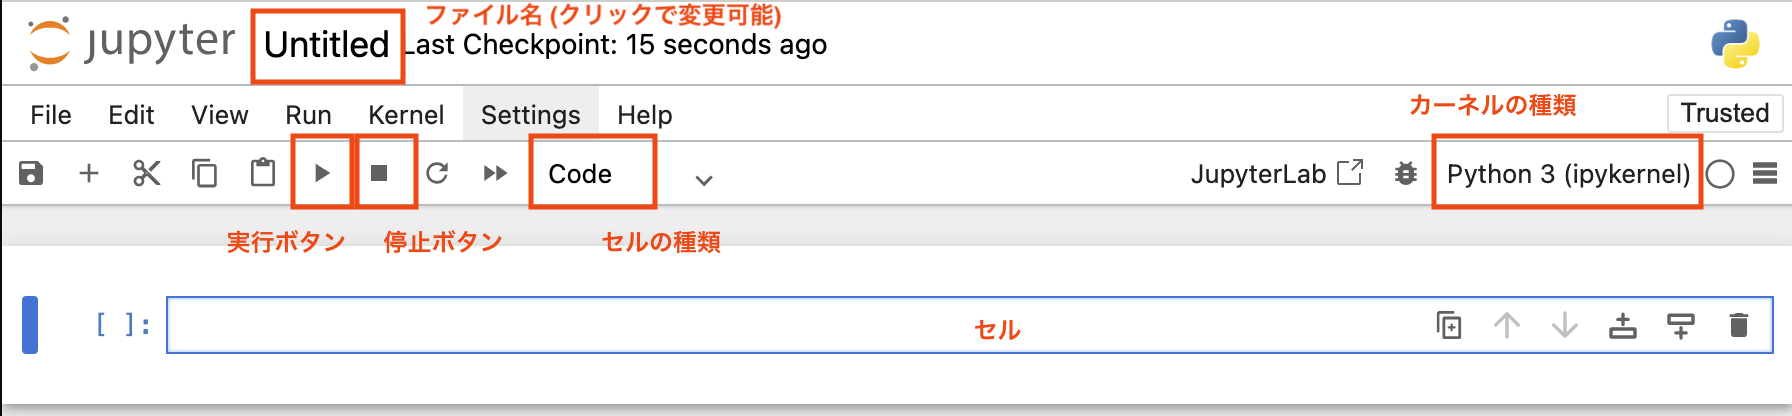 ファイル名 (クリックで変更可能)
jupyter Untitled Last Checkpoint: 15 seconds ago
File Edit View Run Kernel Settings Help
カーネルの種類
Trusted
Code
JupyterLab
Python 3 (ipykernel)
実行ボタン 停止ボタン セルの種類
[ ]:
セル